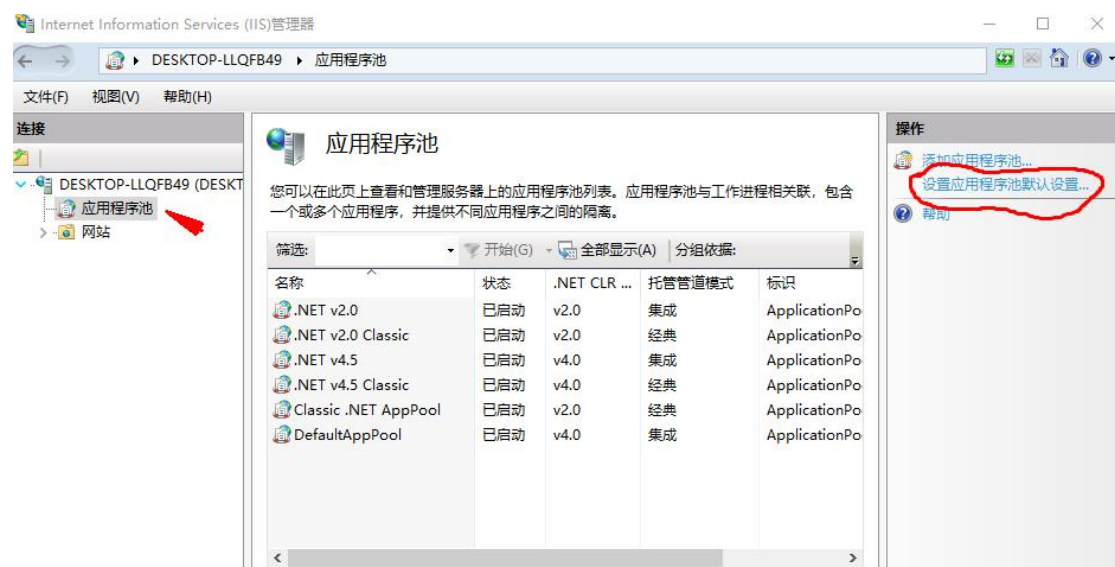 Internet Information Services (IIS)管理器
DESKTOP-LLQFB49 应用程序池
文件(F) 视图(V) 帮助(H)
连接
DESKTOP-LLQFB49 (DESKT
应用程序池
网站
应用程序池
您可以在此页上查看和管理服务器上的应用程序池列表。应用程序池与工作进程相关联，包含
一个或多个应用程序，并提供不同应用程序之间的隔离。
筛选: 开始(G) 全部显示(A) 分组依据:
名称 状态 .NET CLR ... 托管管道模式 标识
.NET v2.0 已启动 v2.0 集成 ApplicationPo
.NET v2.0 Classic 已启动 v2.0 经典 ApplicationPo
.NET v4.5 已启动 v4.0 集成 ApplicationPo
.NET v4.5 Classic 已启动 v4.0 经典 ApplicationPo
Classic .NET AppPool 已启动 v2.0 经典 ApplicationPo
DefaultAppPool 已启动 v4.0 集成 ApplicationPo
操作
添加应用程序池...
设置应用程序池默认设置...
帮助